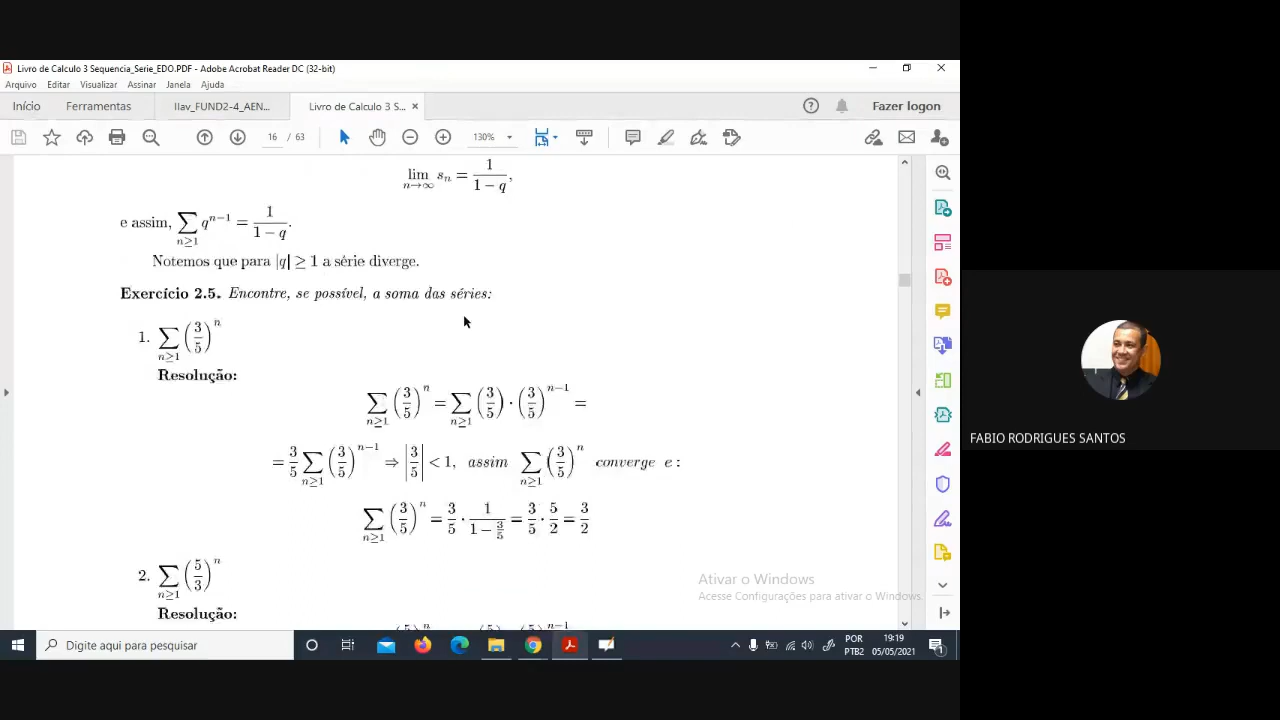 Livro de Calculo 3 Sequencia_Serie_EDO.PDF - Adobe Acrobat Reader DC (32-bit)
Arquivo Editar Visualizar Assinar Janela Ajuda
Início Ferramentas IIav_FUND2-4_AEN... Livro de Calculo 3 S... × Fazer logon
16 / 63 130%
lim n→∞ sₙ = 1/(1 − q),
e assim, ∑ n≥1 qⁿ⁻¹ = 1/(1 − q).
Notemos que para |q| ≥ 1 a série diverge.
Exercício 2.5. Encontre, se possível, a soma das séries:
1. ∑ n≥1 (3/5)ⁿ
Resolução:
∑ n≥1 (3/5)ⁿ = ∑ n≥1 (3/5) · (3/5)ⁿ⁻¹ =
= 3/5 ∑ n≥1 (3/5)ⁿ⁻¹ ⇒ |3/5| < 1, assim ∑ n≥1 (3/5)ⁿ converge e :
∑ n≥1 (3/5)ⁿ = 3/5 · 1/(1 − 3/5) = 3/5 · 5/2 = 3/2
2. ∑ n≥1 (5/3)ⁿ
Resolução:
Ativar o Windows
Acesse Configurações para ativar o Windows.
FABIO RODRIGUES SANTOS
Digite aqui para pesquisar
POR
PTB2
19:19
05/05/2021
1